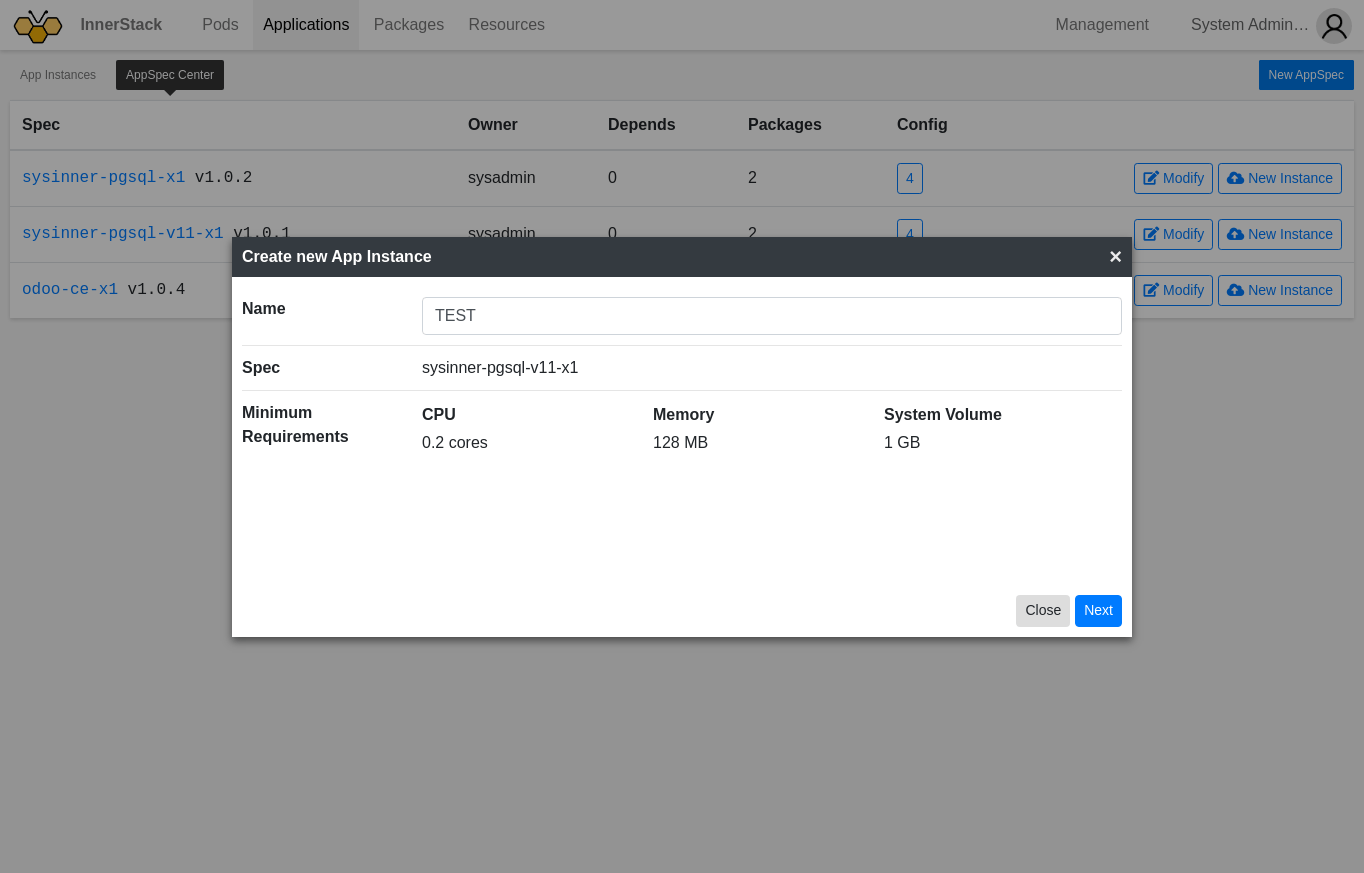 InnerStack Pods Applications Packages Resources Management System Admin…
App Instances AppSpec Center New AppSpec
Spec Owner Depends Packages Config
sysinner-pgsql-x1 v1.0.2 sysadmin 0 2 4 Modify New Instance
sysinner-pgsql-v11-x1 v1.0.1 sysadmin 0 2 4 Modify New Instance
odoo-ce-x1 v1.0.4 Modify New Instance
Create new App Instance ×
Name TEST
Spec sysinner-pgsql-v11-x1
Minimum Requirements
CPU Memory System Volume
0.2 cores 128 MB 1 GB
Close Next